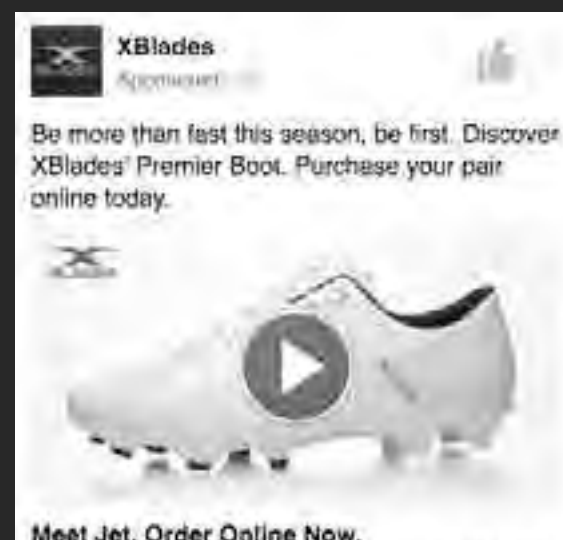 XBlades
Sponsored
Be more than fast this season, be first. Discover
XBlades' Premier Boot. Purchase your pair
online today.
Meet Jet. Order Online Now.